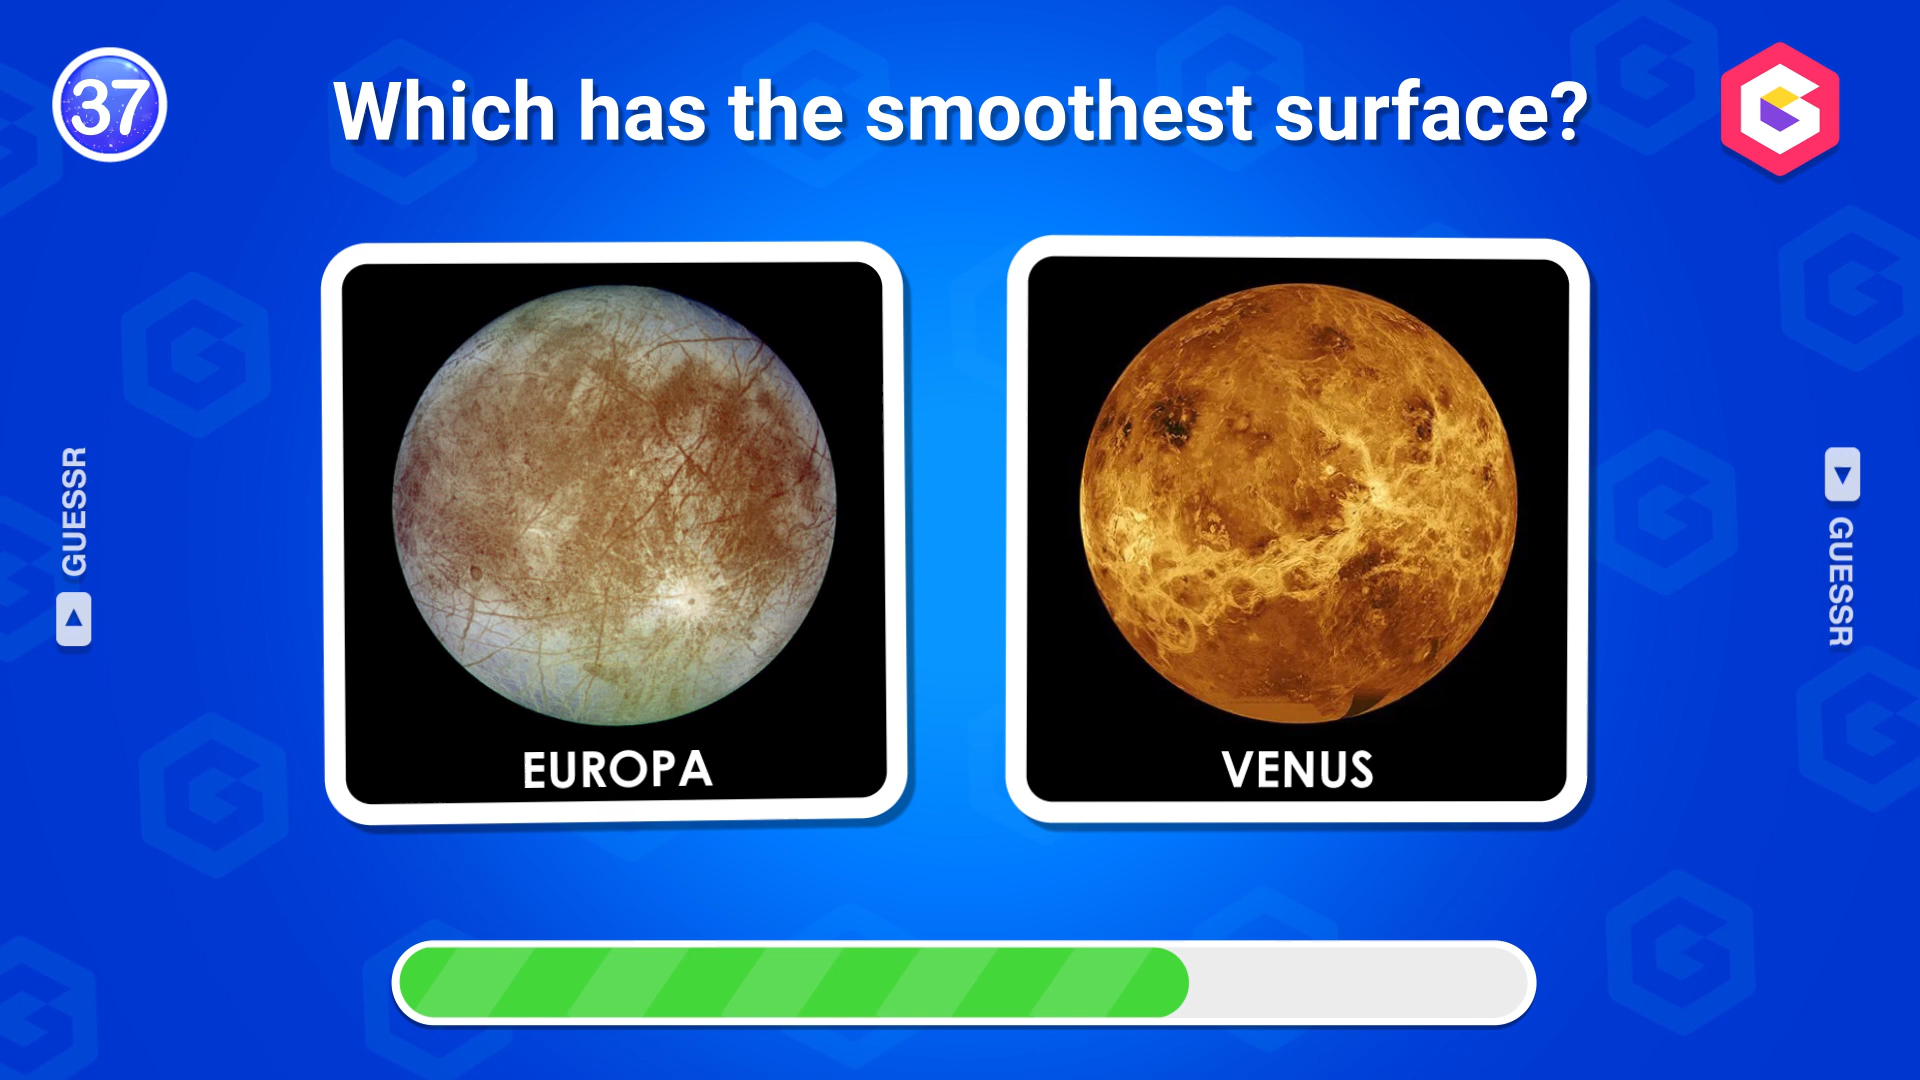 37
Which has the smoothest surface?
GUESSR
GUESSR
EUROPA
VENUS